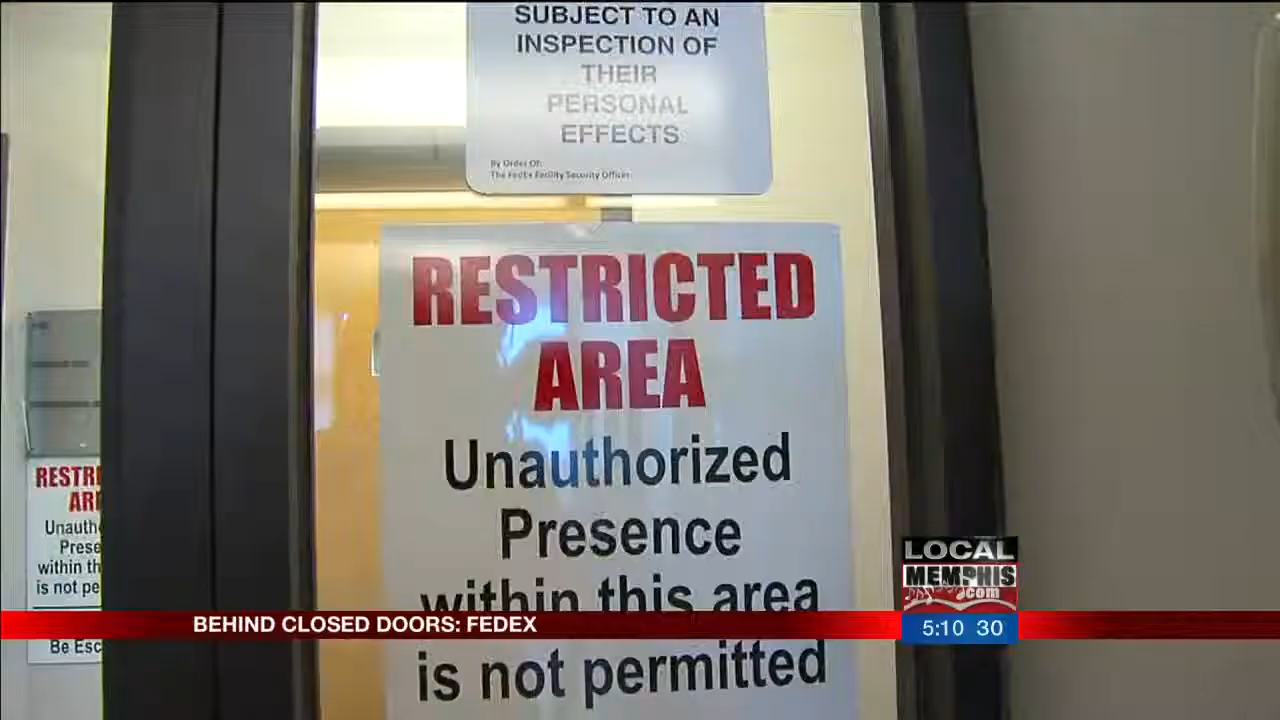 SUBJECT TO AN
INSPECTION OF
THEIR
PERSONAL
EFFECTS
By Order Of:
The FedEx Facility Security Officer
RESTRICTED
AREA
Unauthorized
Presence
within this area
is not permitted
RESTRI
ARE
Unauth
Prese
within th
is not pe
Be Esc
BEHIND CLOSED DOORS: FEDEX
LOCAL
MEMPHIS
.com
5:10 30